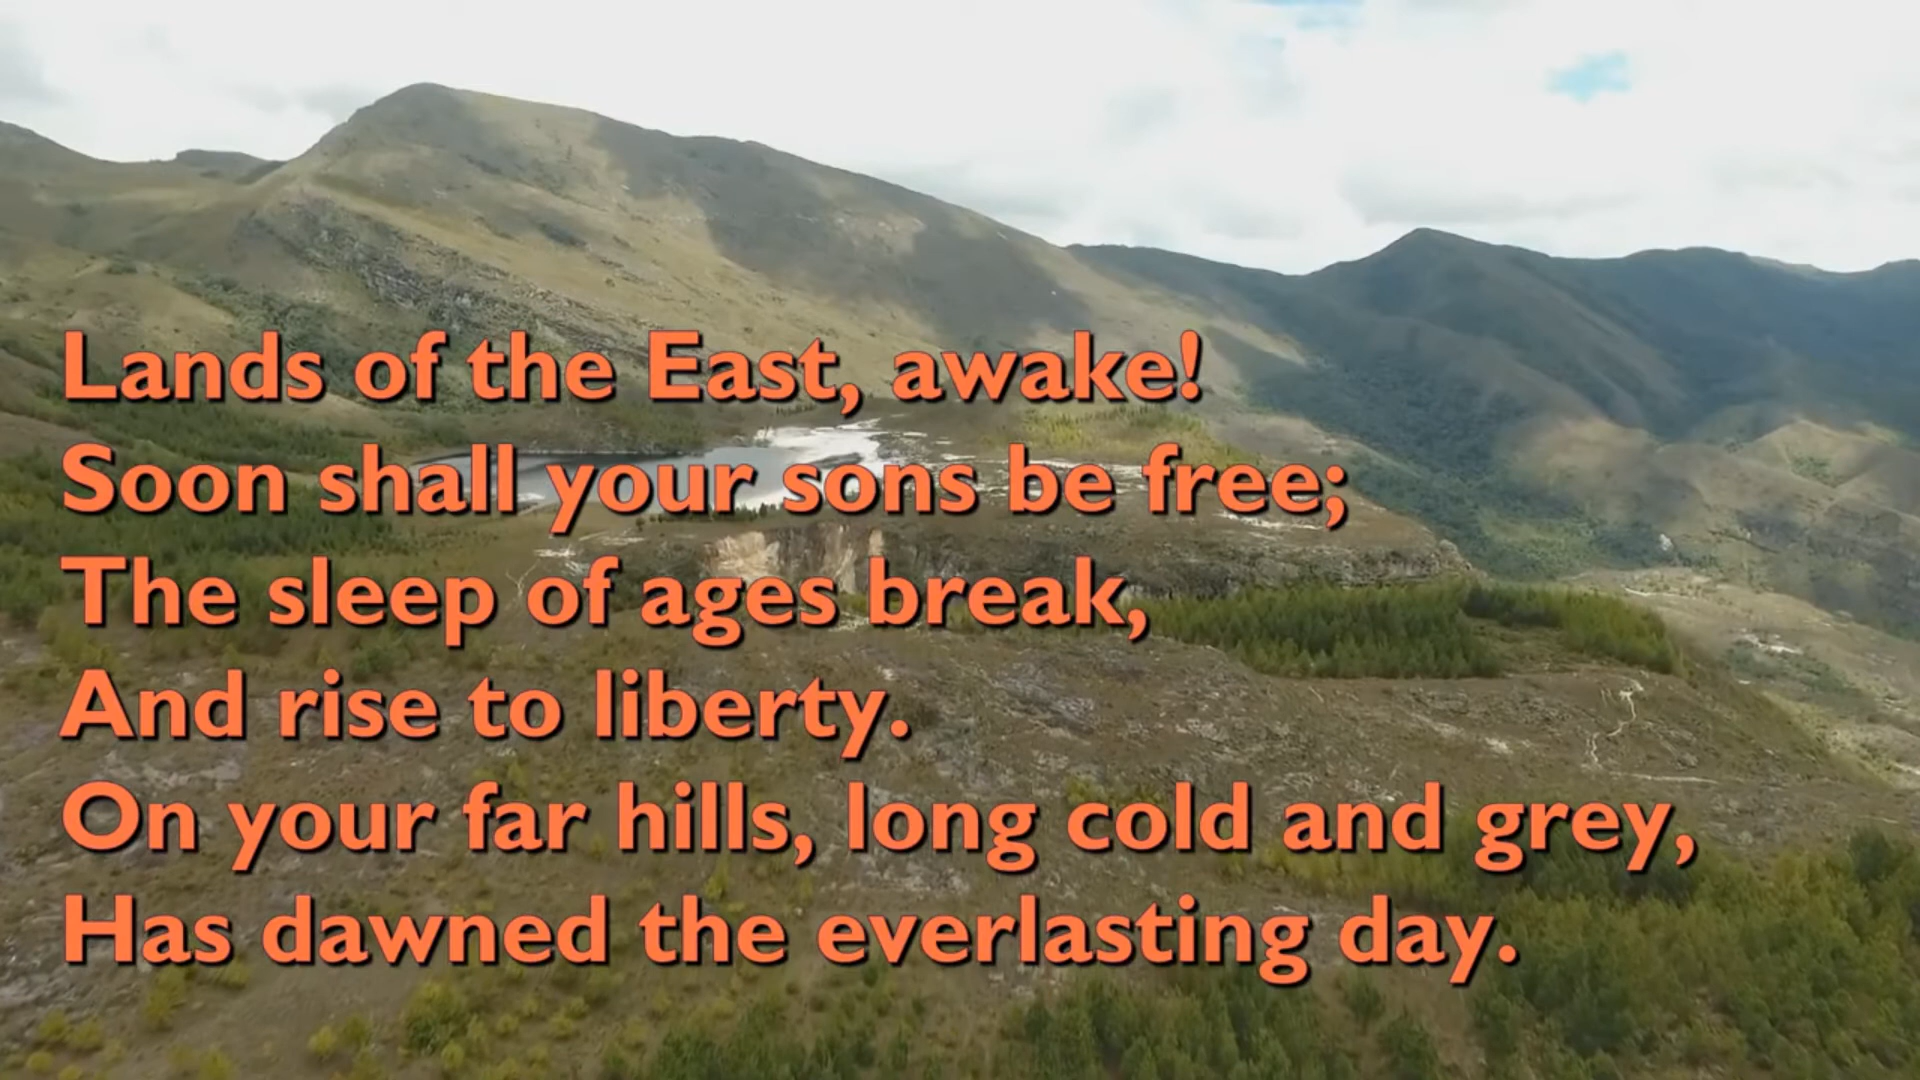 Lands of the East, awake!
Soon shall your sons be free;
The sleep of ages break,
And rise to liberty.
On your far hills, long cold and grey,
Has dawned the everlasting day.